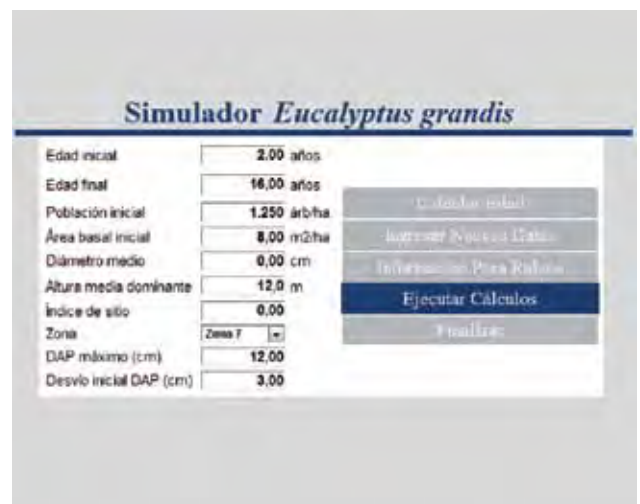 Simulador Eucalyptus grandis
Edad inicial 2.00 años
Edad final 16,00 años
Población inicial 1.250 árb/ha
Área basal inicial 8,00 m2/ha
Diámetro medio 0,00 cm
Altura media dominante 12,0 m
Índice de sitio 0,00
Zona Zona 7
DAP máximo (cm) 12,00
Desvío inicial DAP (cm) 3,00
Calcular edad
Ingresar Nuevos Datos
Información Para Raleos
Ejecutar Cálculos
Finalizar